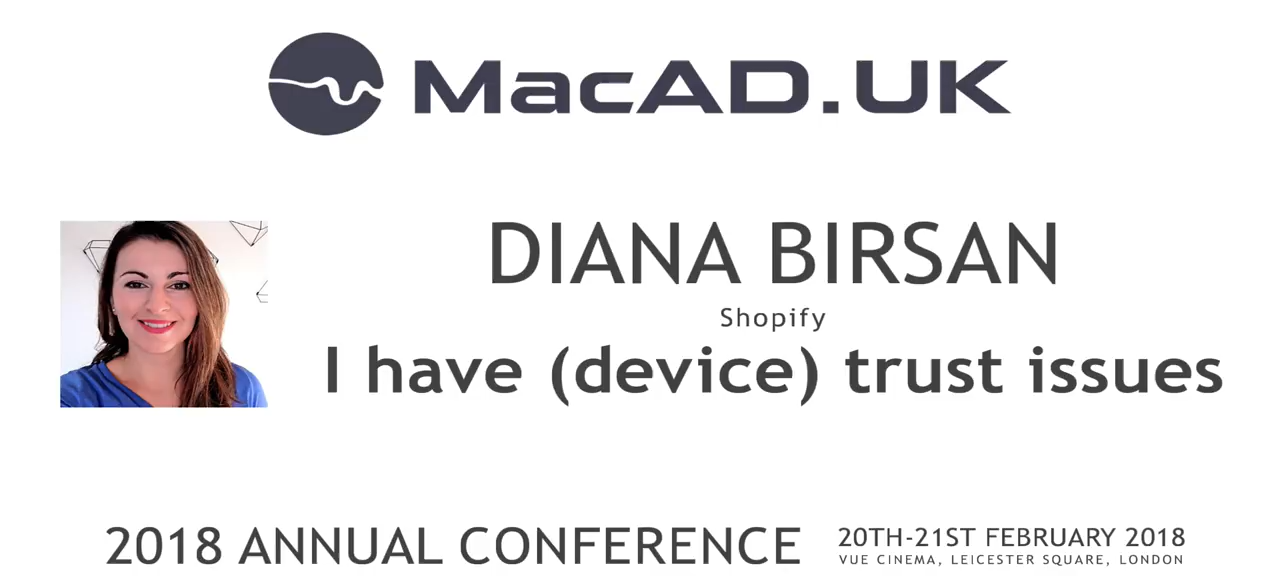 MacAD.UK
DIANA BIRSAN
Shopify
I have (device) trust issues
2018 ANNUAL CONFERENCE
20TH-21ST FEBRUARY 2018
VUE CINEMA, LEICESTER SQUARE, LONDON